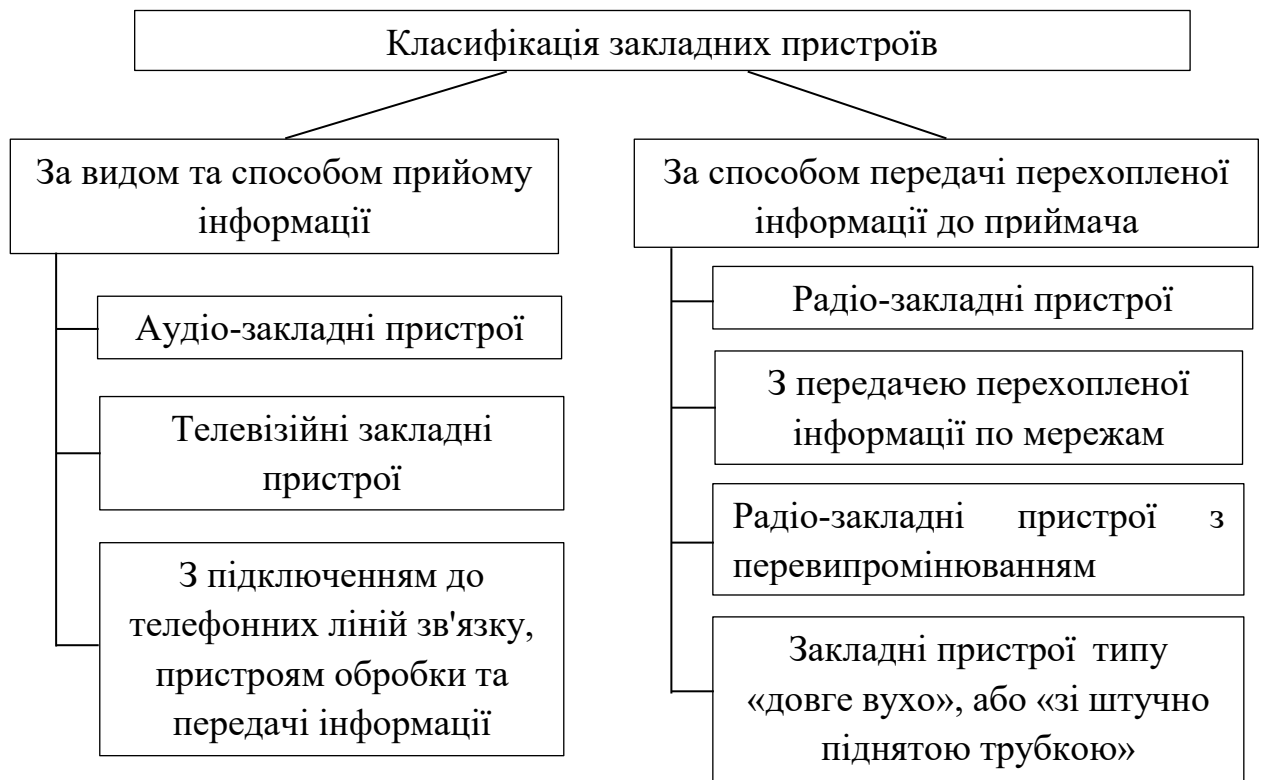 Класифікація закладних пристроїв
За видом та способом прийому
інформації
Аудіо-закладні пристрої
Телевізійні закладні
пристрої
З підключенням до
телефонних ліній зв'язку,
пристроям обробки та
передачі інформації
За способом передачі перехопленої
інформації до приймача
Радіо-закладні пристрої
З передачею перехопленої
інформації по мережам
Радіо-закладні пристрої з
перевипромінюванням
Закладні пристрої типу
«довге вухо», або «зі штучно
піднятою трубкою»